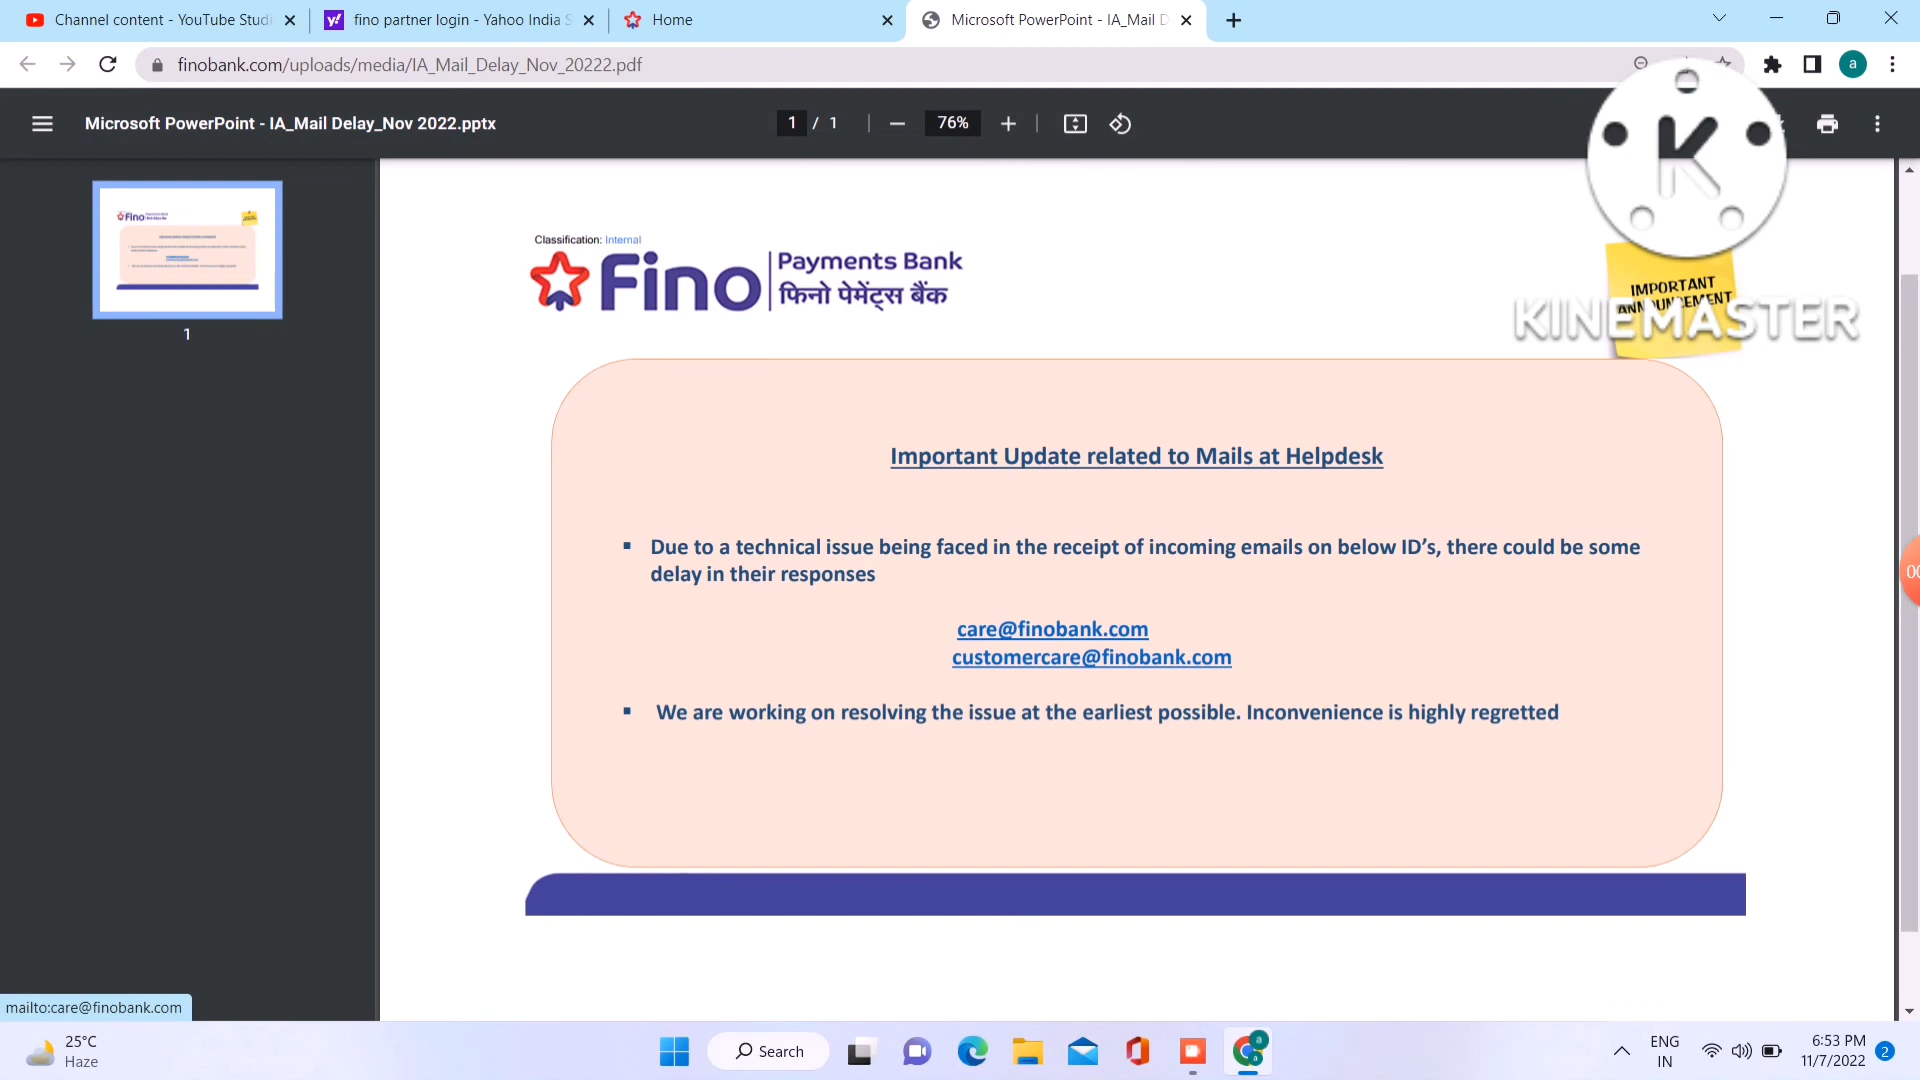 Channel content - YouTube Studi
fino partner login - Yahoo India S
Home
Microsoft PowerPoint - IA_Mail D
finobank.com/uploads/media/IA_Mail_Delay_Nov_20222.pdf
a
Microsoft PowerPoint - IA_Mail Delay_Nov 2022.pptx
1 / 1
76%
1
Classification: Internal
Fino
Payments Bank
फिनो पेमेंट्स बैंक
K
IMPORTANT
ANNOUNCEMENT
KINEMASTER
Important Update related to Mails at Helpdesk
▪ Due to a technical issue being faced in the receipt of incoming emails on below ID’s, there could be some
delay in their responses
care@finobank.com
customercare@finobank.com
▪ We are working on resolving the issue at the earliest possible. Inconvenience is highly regretted
00
mailto:care@finobank.com
25°C
Haze
Search
ENG
IN
6:53 PM
11/7/2022
2